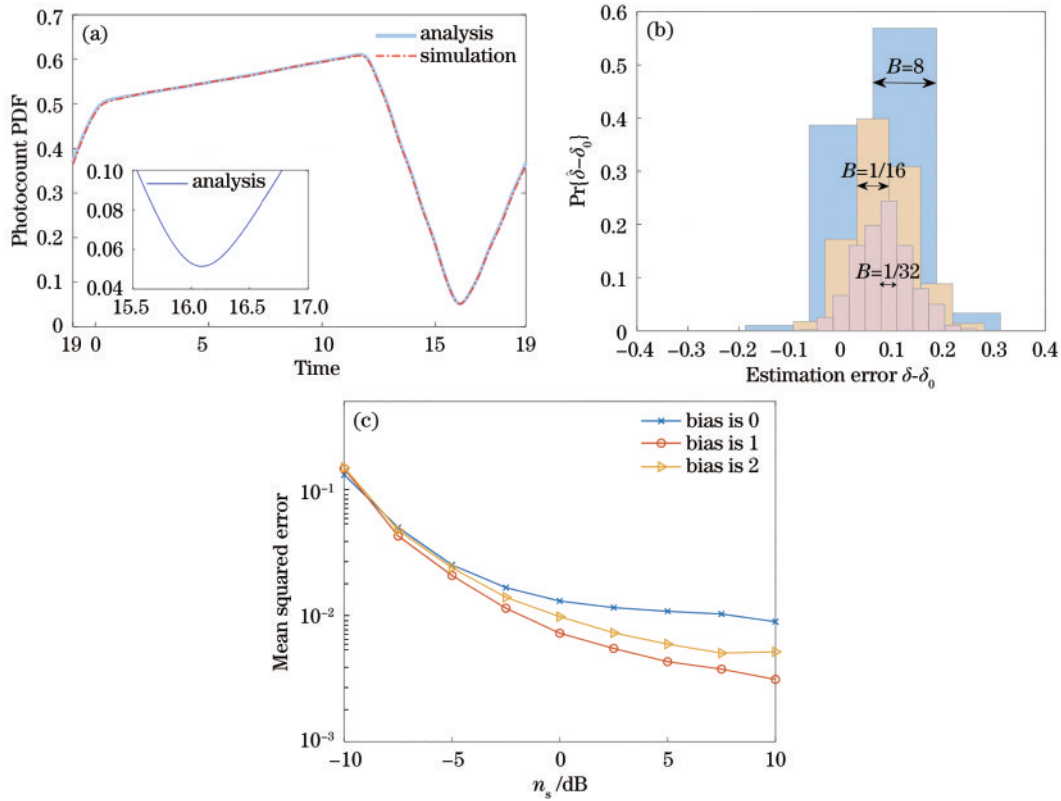 (a)
analysis
simulation
0.7
0.6
0.5
0.4
0.3
0.2
0.1
0
Photocount PDF
analysis
0.10
0.08
0.06
0.04
15.5 16.0 16.5 17.0
19 0 5 10 15 19
Time
(b)
0.6
0.5
0.4
0.3
0.2
0.1
0
Pr{δ̂-δ₀}
B=8
B=1/16
B=1/32
−0.4 −0.3 −0.2 −0.1 0 0.1 0.2 0.3 0.4
Estimation error δ-δ₀
(c)
bias is 0
bias is 1
bias is 2
10⁻¹
10⁻²
10⁻³
Mean squared error
−10 −5 0 5 10
nₛ /dB